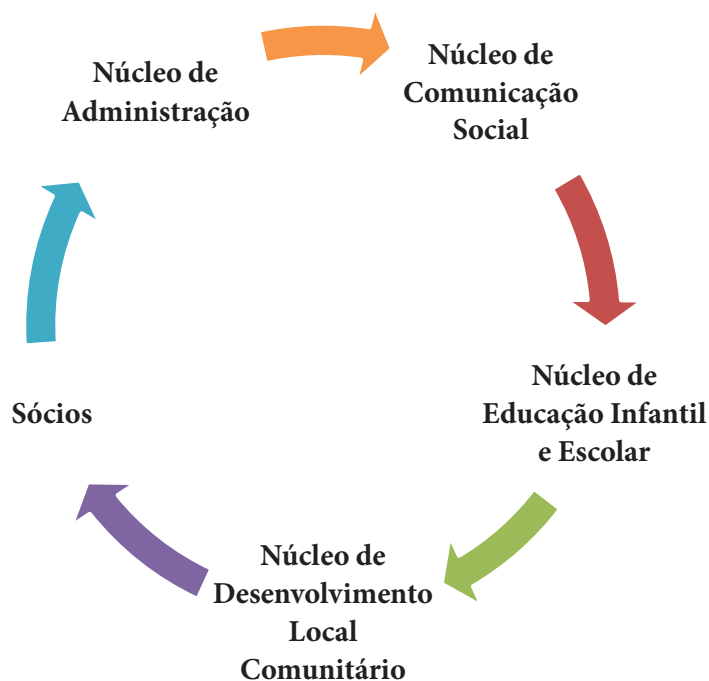 Núcleo de
Administração
Núcleo de
Comunicação
Social
Núcleo de
Educação Infantil
e Escolar
Núcleo de
Desenvolvimento
Local
Comunitário
Sócios